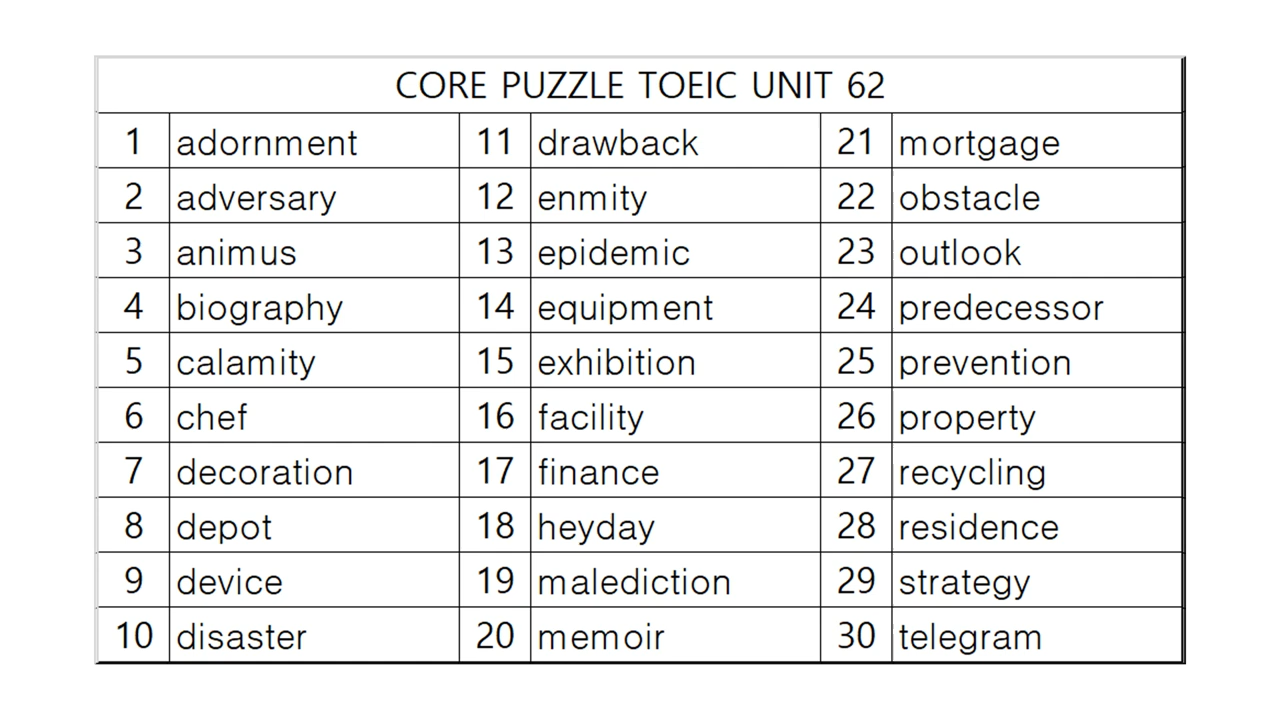 CORE PUZZLE TOEIC UNIT 62
1 adornment 11 drawback 21 mortgage
2 adversary 12 enmity 22 obstacle
3 animus 13 epidemic 23 outlook
4 biography 14 equipment 24 predecessor
5 calamity 15 exhibition 25 prevention
6 chef 16 facility 26 property
7 decoration 17 finance 27 recycling
8 depot 18 heyday 28 residence
9 device 19 malediction 29 strategy
10 disaster 20 memoir 30 telegram